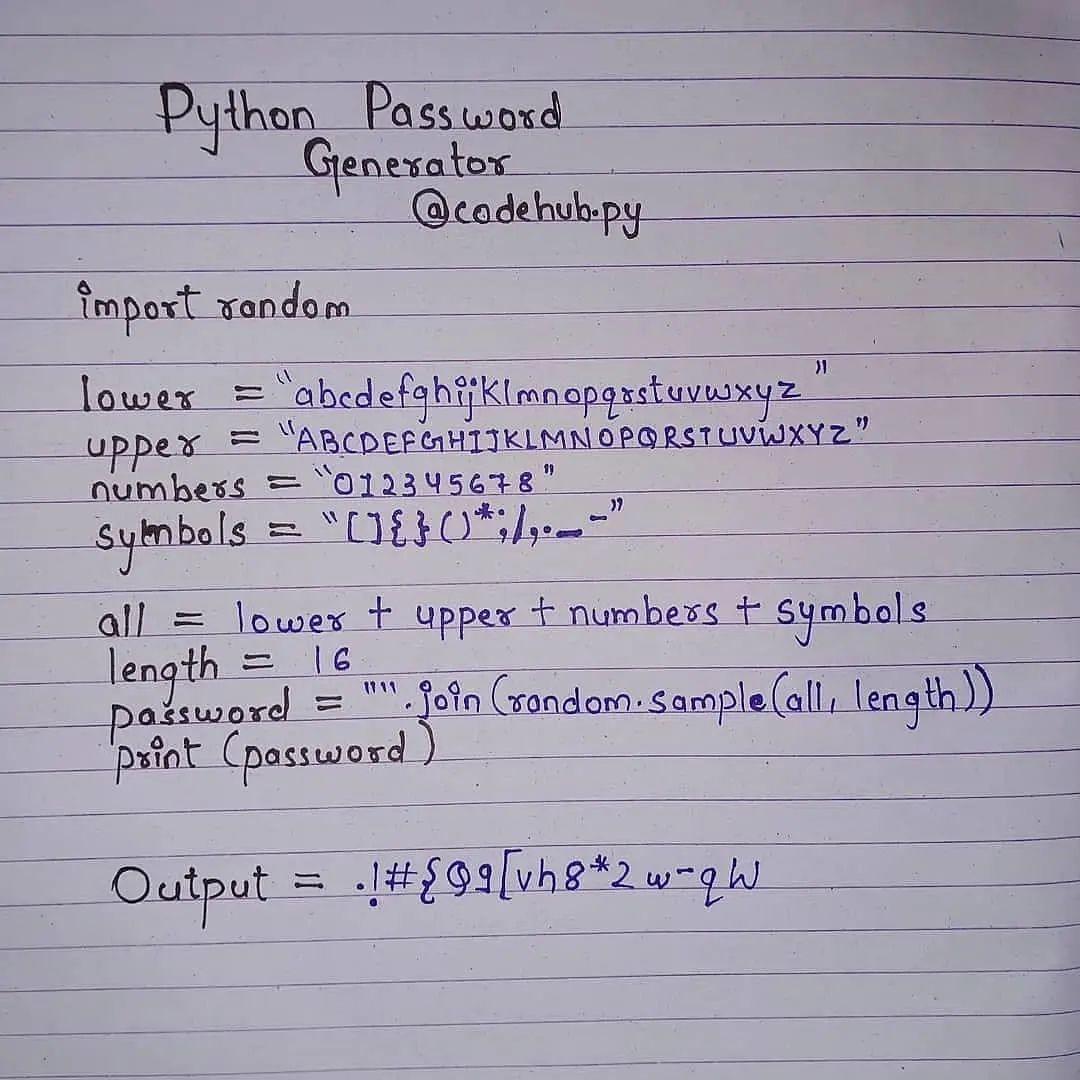 Python Password
Generator
@codehub.py
import random
lower = "abcdefghijklmnopqrstuvwxyz"
upper = "ABCDEFGHIJKLMNOPQRSTUVWXYZ"
numbers = "012345678"
symbols = "[]{}()*;/,._-"
all = lower + upper + numbers + symbols
length = 16
password = "".join(random.sample(all, length))
print (password)
Output = .!#{Q9[vh8*2w-qW